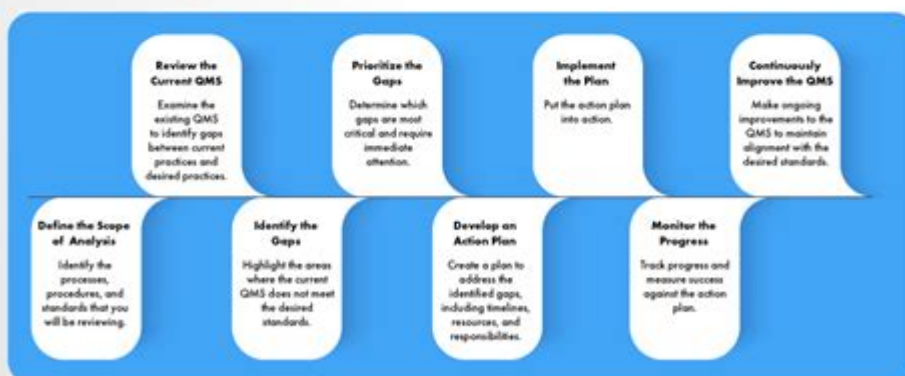 Define the Scope
of Analysis
Identify the
processes,
procedures, and
standards that you
will be reviewing.
Review the
Current QMS
Examine the
existing QMS
to identify gaps
between current
practices and
desired practices.
Identify the
Gaps
Highlight the areas
where the current
QMS does not meet
the desired
standards.
Prioritize the
Gaps
Determine which
gaps are most
critical and require
immediate
attention.
Develop an
Action Plan
Create a plan to
address the
identified gaps,
including timelines,
resources, and
responsibilities.
Implement
the Plan
Put the action plan
into action.
Monitor the
Progress
Track progress and
measure success
against the action
plan.
Continuously
Improve the QMS
Make ongoing
improvements to the
QMS to maintain
alignment with the
desired standards.